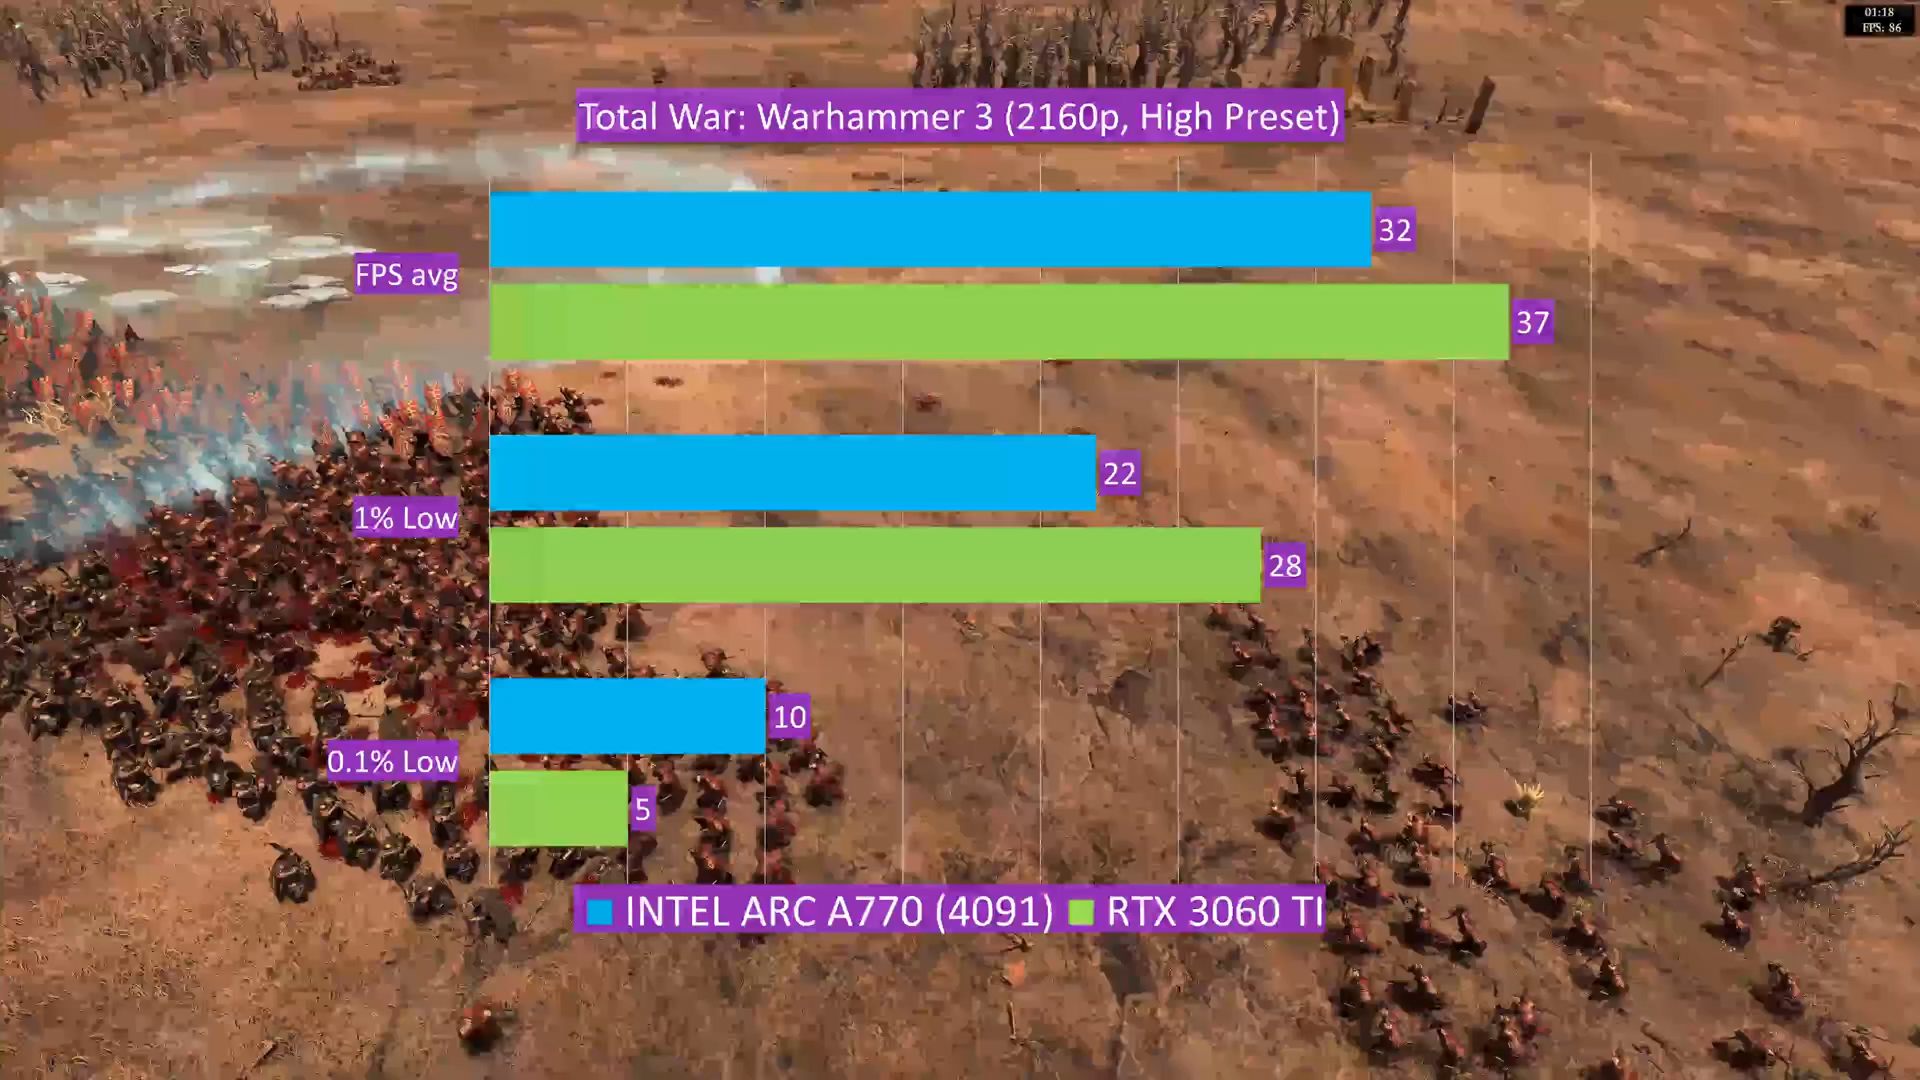 01:18
FPS: 86
Total War: Warhammer 3 (2160p, High Preset)
32
FPS avg
37
22
1% Low
28
10
0.1% Low
5
INTEL ARC A770 (4091) RTX 3060 TI